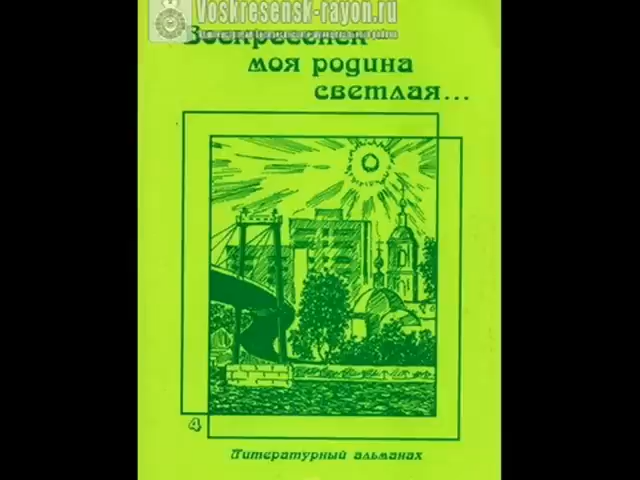 Voskresensk-rayon.ru
Воскресенск
моя родина
светлая...
4
Литературный альманах